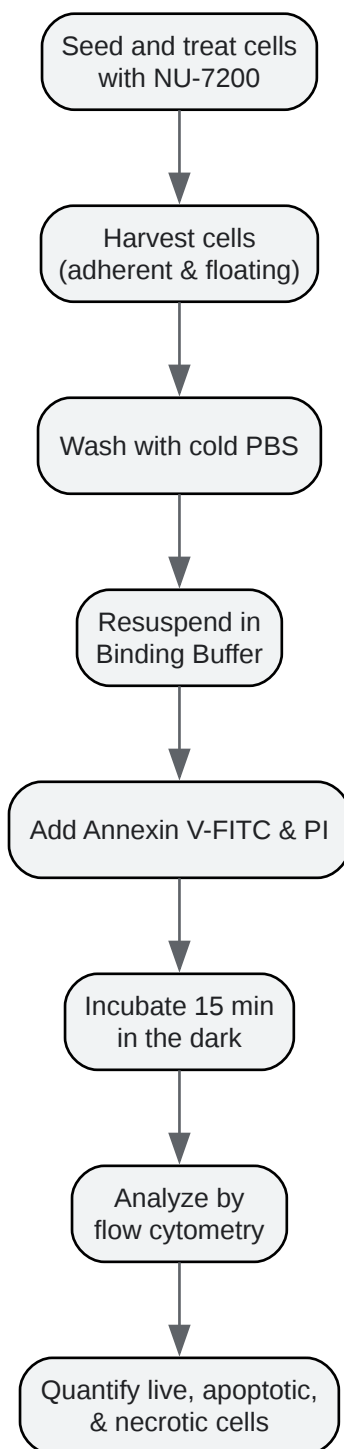 Seed and treat cells
with NU-7200
Harvest cells
(adherent & floating)
Wash with cold PBS
Resuspend in
Binding Buffer
Add Annexin V-FITC & PI
Incubate 15 min
in the dark
Analyze by
flow cytometry
Quantify live, apoptotic,
& necrotic cells